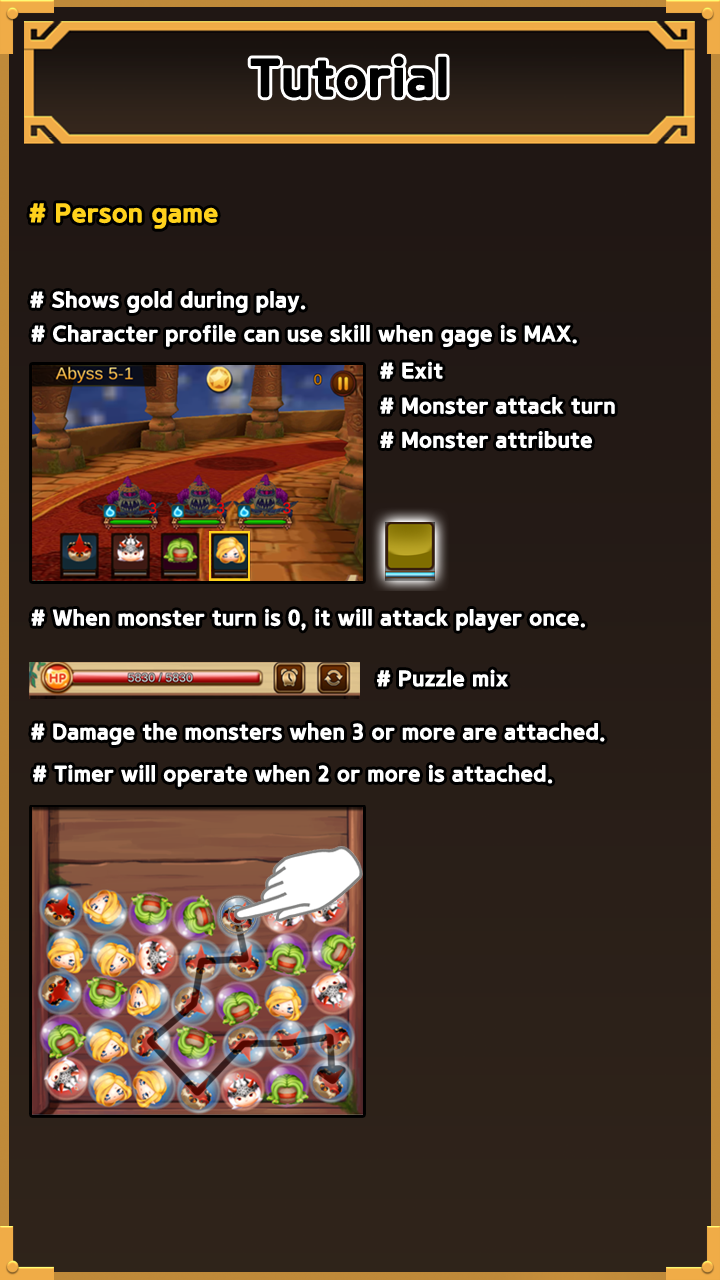 Tutorial
# Person game
# Shows gold during play.
# Character profile can use skill when gage is MAX.
Abyss 5-1
0
# Exit
# Monster attack turn
# Monster attribute
3 3 3
# When monster turn is 0, it will attack player once.
HP 5830 / 5830
# Puzzle mix
# Damage the monsters when 3 or more are attached.
# Timer will operate when 2 or more is attached.